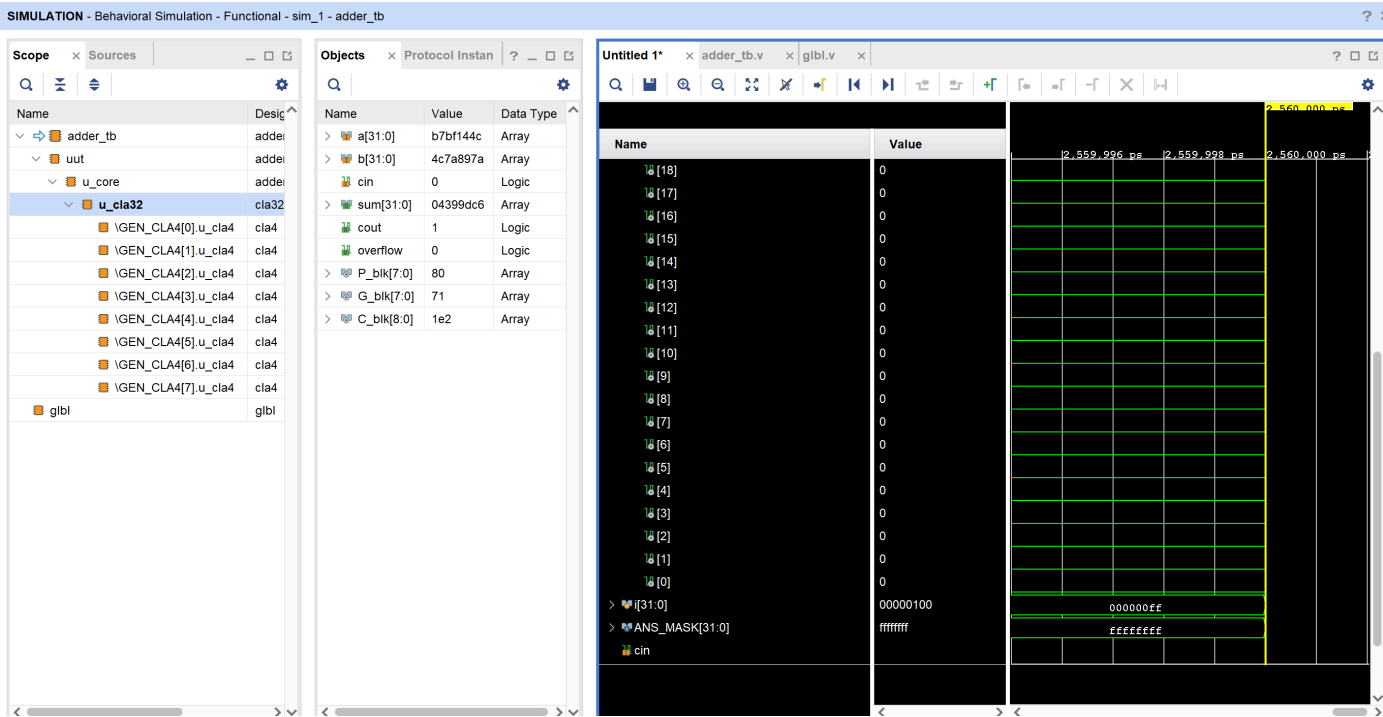 SIMULATION - Behavioral Simulation - Functional - sim_1 - adder_tb ?
Scope × Sources
Name Desig
adder_tb adder
uut adder
u_core adder
u_cla32 cla32
\GEN_CLA4[0].u_cla4 cla4
\GEN_CLA4[1].u_cla4 cla4
\GEN_CLA4[2].u_cla4 cla4
\GEN_CLA4[3].u_cla4 cla4
\GEN_CLA4[4].u_cla4 cla4
\GEN_CLA4[5].u_cla4 cla4
\GEN_CLA4[6].u_cla4 cla4
\GEN_CLA4[7].u_cla4 cla4
glbl glbl
Objects × Protocol Instan ?
Name Value Data Type
a[31:0] b7bf144c Array
b[31:0] 4c7a897a Array
cin 0 Logic
sum[31:0] 04399dc6 Array
cout 1 Logic
overflow 0 Logic
P_blk[7:0] 80 Array
G_blk[7:0] 71 Array
C_blk[8:0] 1e2 Array
Untitled 1* × adder_tb.v × glbl.v × ?
2,560,000 ps
Name Value
2,559,996 ps 2,559,998 ps 2,560,000 ps
[18] 0
[17] 0
[16] 0
[15] 0
[14] 0
[13] 0
[12] 0
[11] 0
[10] 0
[9] 0
[8] 0
[7] 0
[6] 0
[5] 0
[4] 0
[3] 0
[2] 0
[1] 0
[0] 0
i[31:0] 00000100 000000ff
ANS_MASK[31:0] ffffffff ffffffff
cin